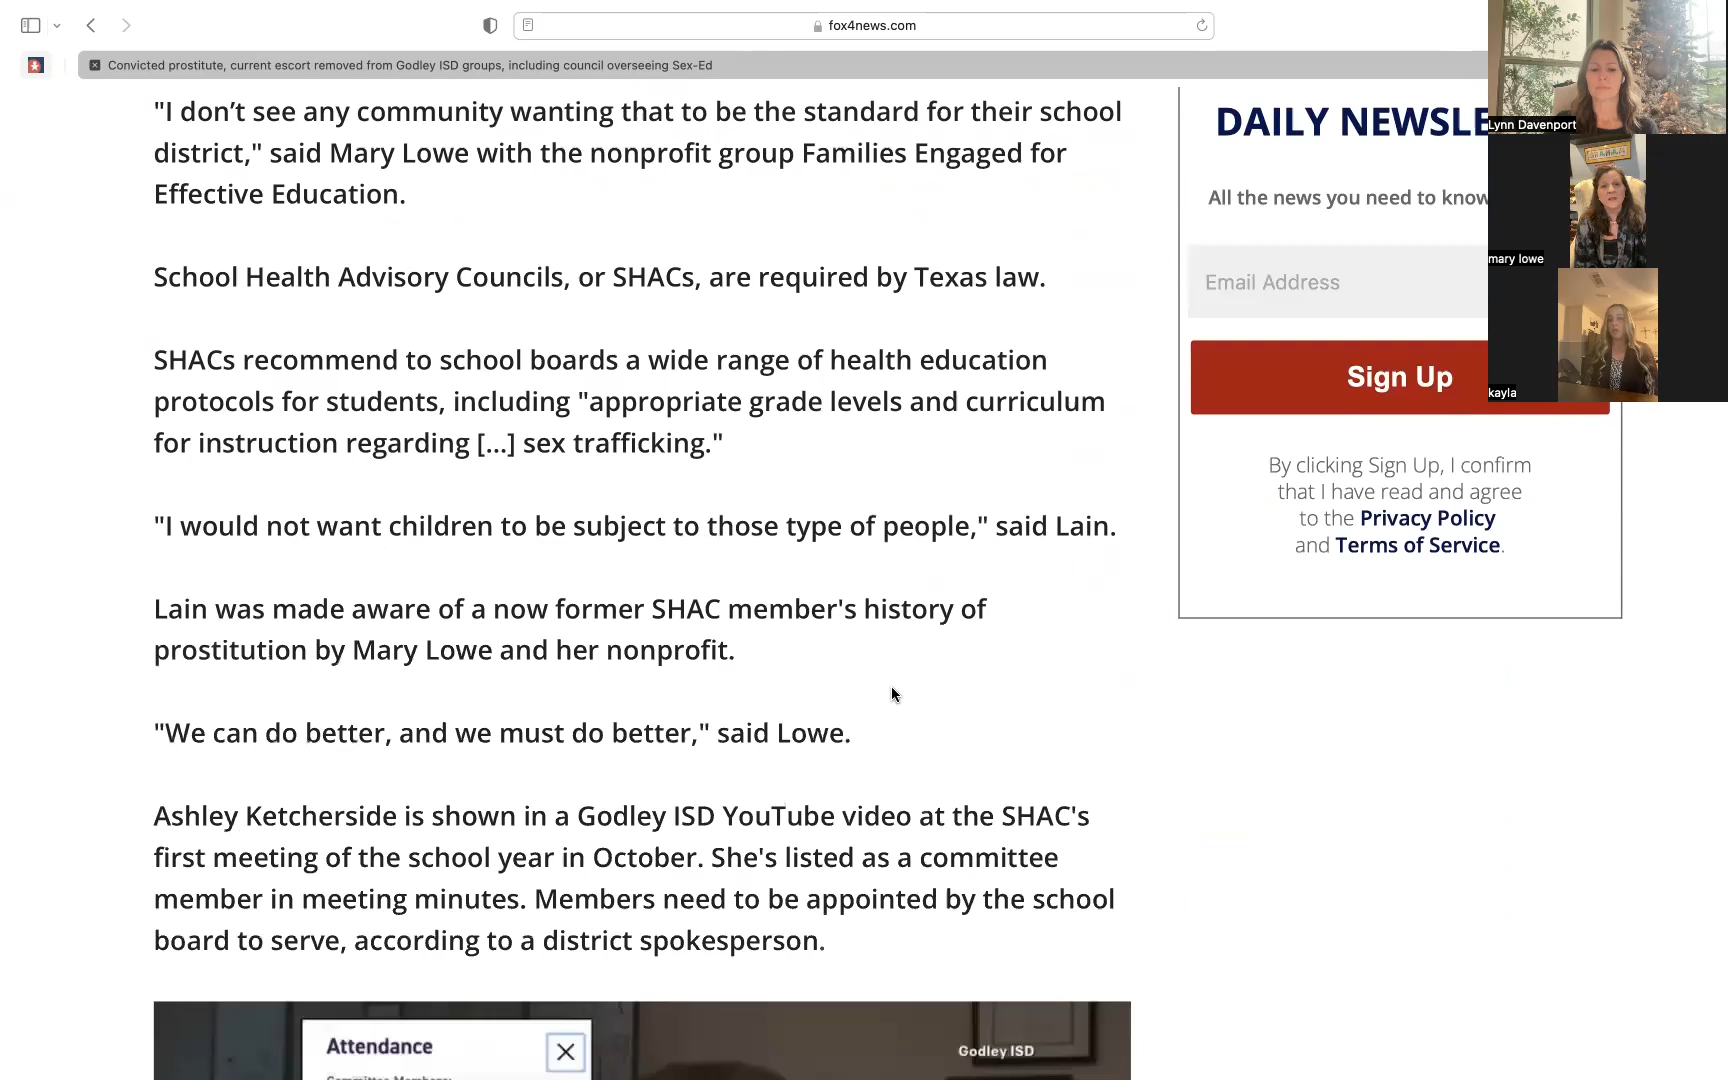 fox4news.com
Convicted prostitute, current escort removed from Godley ISD groups, including council overseeing Sex-Ed
"I don’t see any community wanting that to be the standard for their school
district," said Mary Lowe with the nonprofit group Families Engaged for
Effective Education.
School Health Advisory Councils, or SHACs, are required by Texas law.
SHACs recommend to school boards a wide range of health education
protocols for students, including "appropriate grade levels and curriculum
for instruction regarding [...] sex trafficking."
"I would not want children to be subject to those type of people," said Lain.
Lain was made aware of a now former SHAC member's history of
prostitution by Mary Lowe and her nonprofit.
"We can do better, and we must do better," said Lowe.
Ashley Ketcherside is shown in a Godley ISD YouTube video at the SHAC's
first meeting of the school year in October. She's listed as a committee
member in meeting minutes. Members need to be appointed by the school
board to serve, according to a district spokesperson.
Attendance
Committee Members:
Godley ISD
DAILY NEWSLE
All the news you need to know
Email Address
Sign Up
By clicking Sign Up, I confirm
that I have read and agree
to the Privacy Policy
and Terms of Service.
Lynn Davenport
mary lowe
kayla